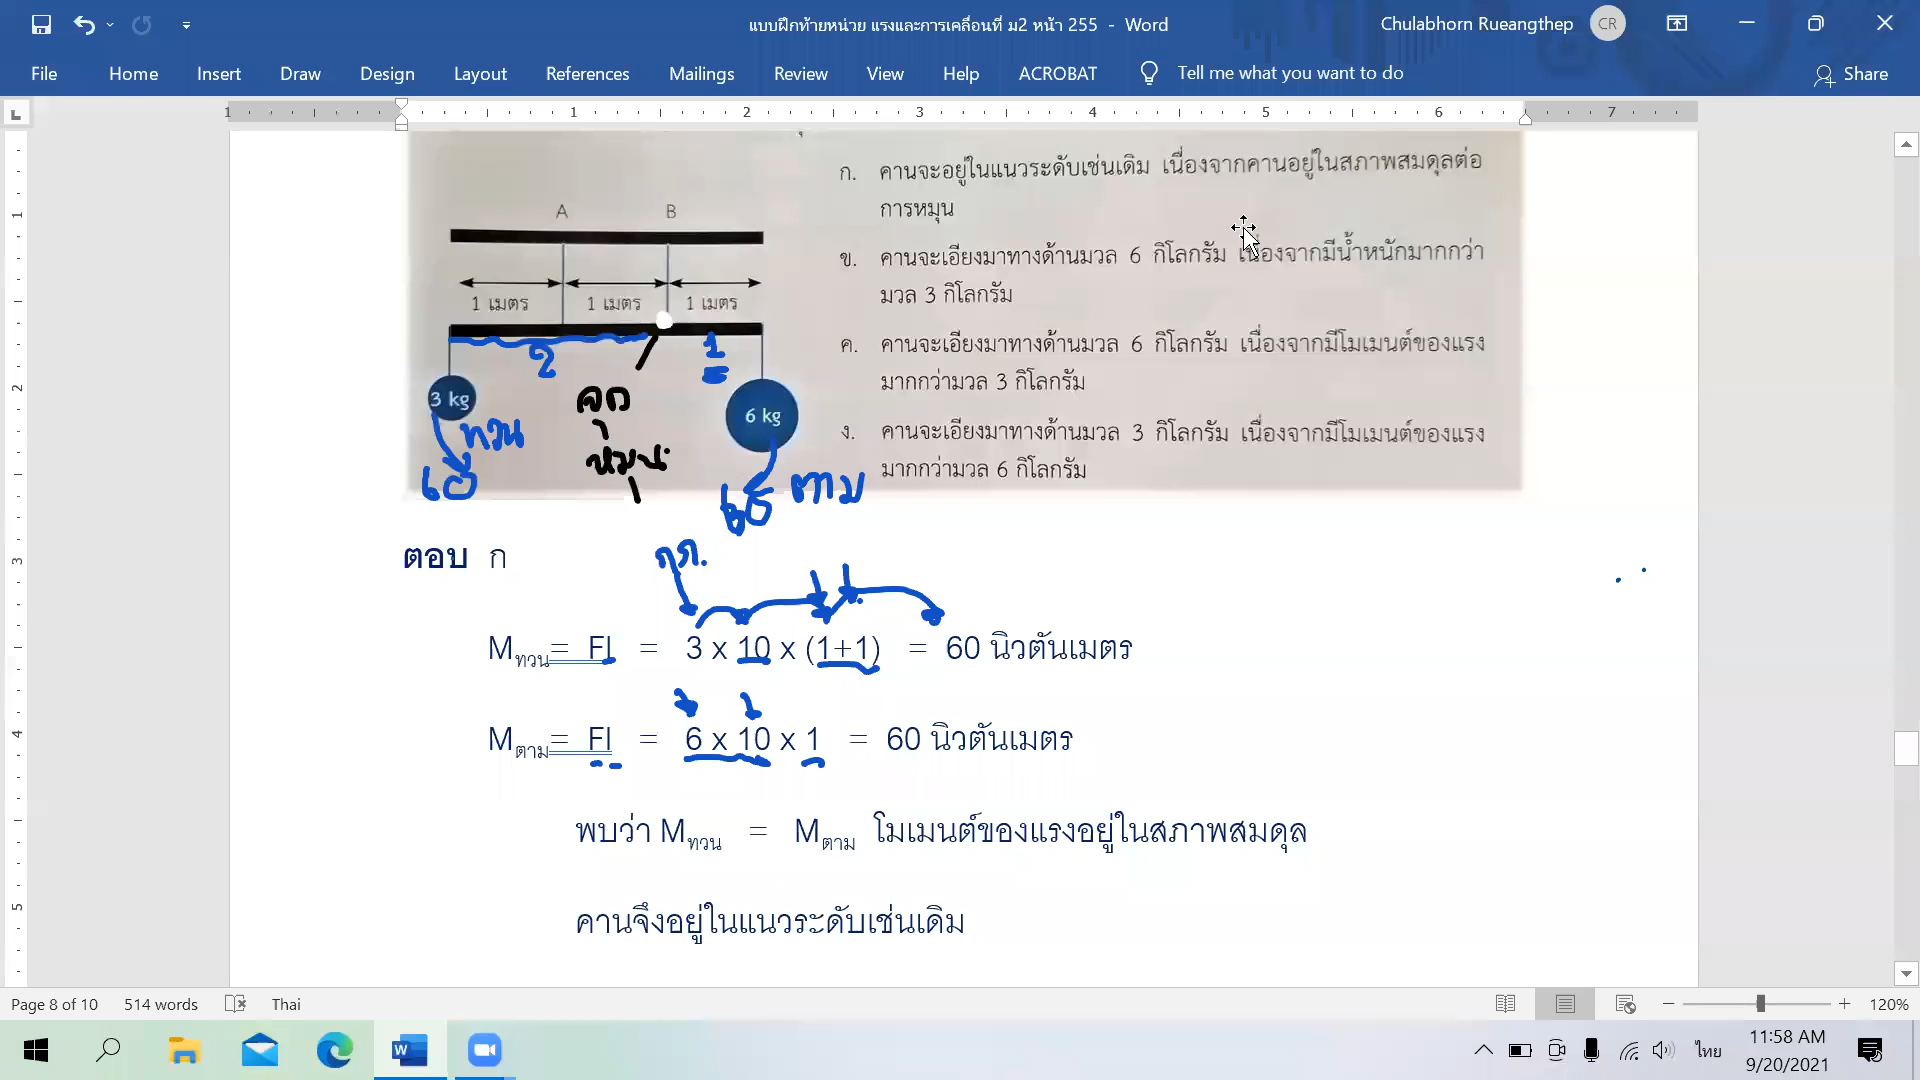 แบบฝึกท้ายหน่วย แรงและการเคลื่อนที่ ม2 หน้า 255 - Word
Chulabhorn Rueangthep CR
File Home Insert Draw Design Layout References Mailings Review View Help ACROBAT Tell me what you want to do Share
1 1 2 3 4 5 6 7
ก. คานจะอยู่ในแนวระดับเช่นเดิม เนื่องจากคานอยู่ในสภาพสมดุลต่อ
การหมุน
ข. คานจะเอียงมาทางด้านมวล 6 กิโลกรัม เนื่องจากมีน้ำหนักมากกว่า
มวล 3 กิโลกรัม
ค. คานจะเอียงมาทางด้านมวล 6 กิโลกรัม เนื่องจากมีโมเมนต์ของแรง
มากกว่ามวล 3 กิโลกรัม
ง. คานจะเอียงมาทางด้านมวล 3 กิโลกรัม เนื่องจากมีโมเมนต์ของแรง
มากกว่ามวล 6 กิโลกรัม
A B
1 เมตร 1 เมตร 1 เมตร
2 1
3 kg 6 kg
ทวน จุด
หมุน
ตาม
ตอบ ก
กก.
Mทวน = Fl = 3 x 10 x (1+1) = 60 นิวตันเมตร
Mตาม = Fl = 6 x 10 x 1 = 60 นิวตันเมตร
พบว่า Mทวน = Mตาม โมเมนต์ของแรงอยู่ในสภาพสมดุล
คานจึงอยู่ในแนวระดับเช่นเดิม
1
2
3
4
5
Page 8 of 10 514 words Thai 120%
ไทย 11:58 AM
9/20/2021